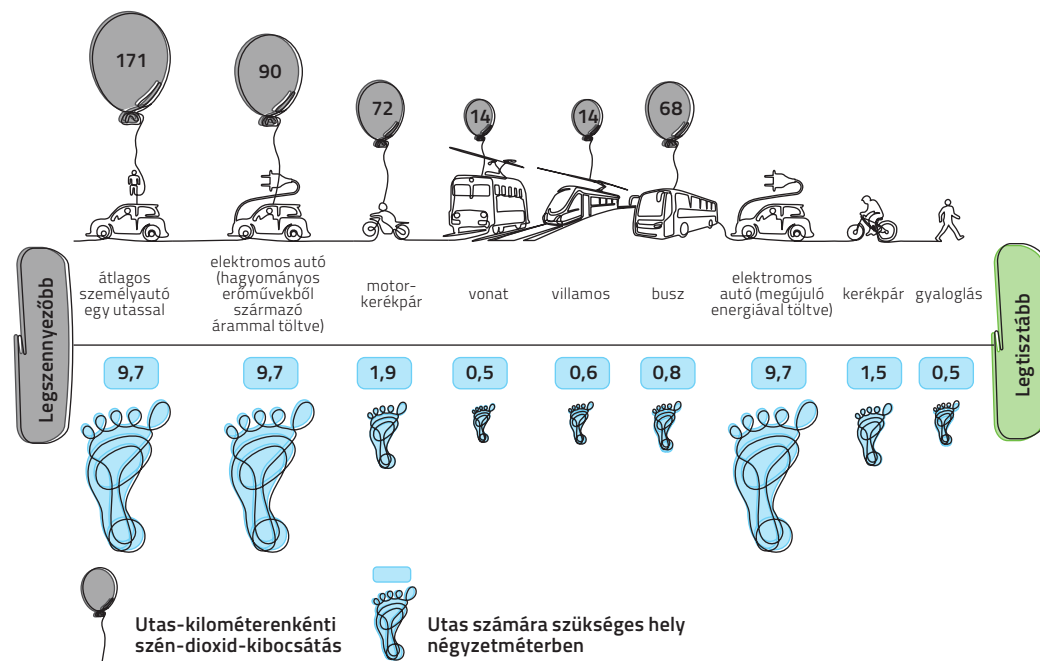 171
90
72
14
14
68
Legszennyezőbb
átlagos
személyautó
egy utassal
elektromos autó
(hagyományos
erőművekből
származó
árammal töltve)
motor-
kerékpár
vonat
villamos
busz
elektromos
autó (megújuló
energiával töltve)
kerékpár
gyaloglás
Legtisztább
9,7
9,7
1,9
0,5
0,6
0,8
9,7
1,5
0,5
Utas-kilométerenkénti
szén-dioxid-kibocsátás
Utas számára szükséges hely
négyzetméterben